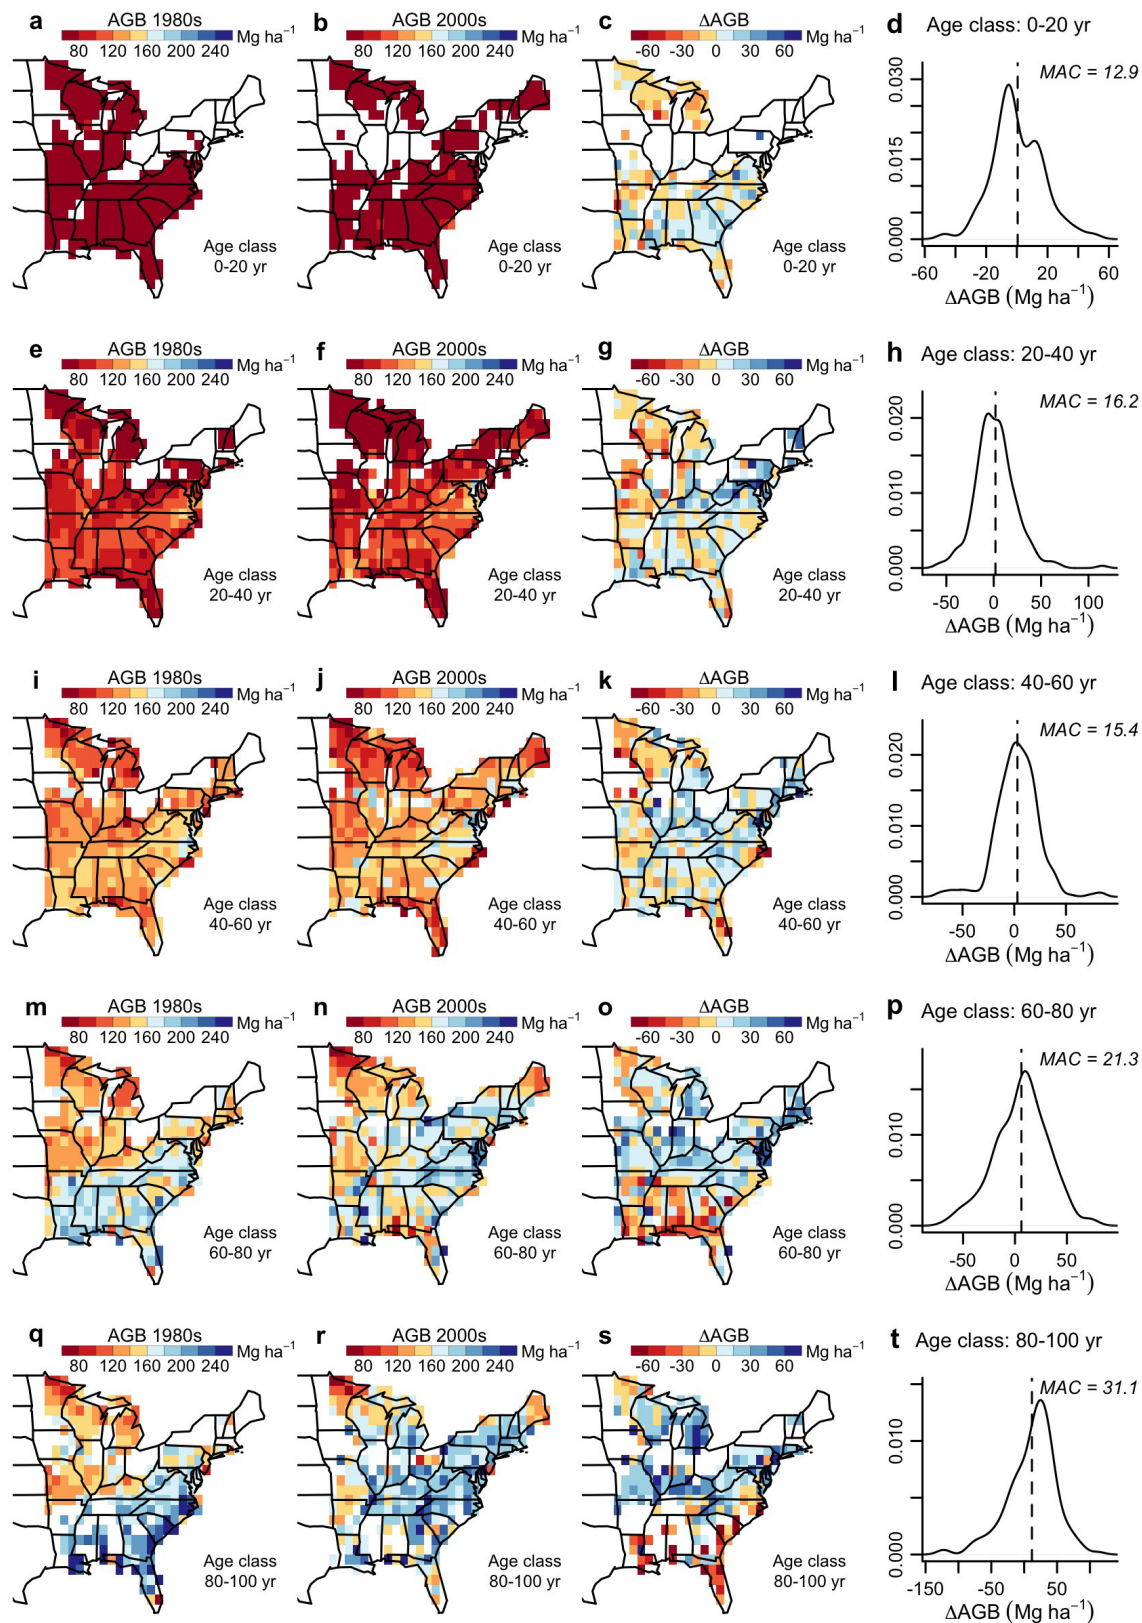 a AGB 1980s Mg ha⁻¹
80 120 160 200 240
Age class
0-20 yr
b AGB 2000s Mg ha⁻¹
80 120 160 200 240
Age class
0-20 yr
c ΔAGB Mg ha⁻¹
-60 -30 0 30 60
Age class
0-20 yr
d Age class: 0-20 yr
MAC = 12.9
0.030
0.015
0.000
-60 -20 20 60
ΔAGB (Mg ha⁻¹)
e AGB 1980s Mg ha⁻¹
80 120 160 200 240
Age class
20-40 yr
f AGB 2000s Mg ha⁻¹
80 120 160 200 240
Age class
20-40 yr
g ΔAGB Mg ha⁻¹
-60 -30 0 30 60
Age class
20-40 yr
h Age class: 20-40 yr
MAC = 16.2
0.020
0.010
0.000
-50 0 50 100
ΔAGB (Mg ha⁻¹)
i AGB 1980s Mg ha⁻¹
80 120 160 200 240
Age class
40-60 yr
j AGB 2000s Mg ha⁻¹
80 120 160 200 240
Age class
40-60 yr
k ΔAGB Mg ha⁻¹
-60 -30 0 30 60
Age class
40-60 yr
l Age class: 40-60 yr
MAC = 15.4
0.020
0.010
0.000
-50 0 50
ΔAGB (Mg ha⁻¹)
m AGB 1980s Mg ha⁻¹
80 120 160 200 240
Age class
60-80 yr
n AGB 2000s Mg ha⁻¹
80 120 160 200 240
Age class
60-80 yr
o ΔAGB Mg ha⁻¹
-60 -30 0 30 60
Age class
60-80 yr
p Age class: 60-80 yr
MAC = 21.3
0.010
0.000
-50 0 50
ΔAGB (Mg ha⁻¹)
q AGB 1980s Mg ha⁻¹
80 120 160 200 240
Age class
80-100 yr
r AGB 2000s Mg ha⁻¹
80 120 160 200 240
Age class
80-100 yr
s ΔAGB Mg ha⁻¹
-60 -30 0 30 60
Age class
80-100 yr
t Age class: 80-100 yr
MAC = 31.1
0.010
0.000
-150 -50 0 50
ΔAGB (Mg ha⁻¹)